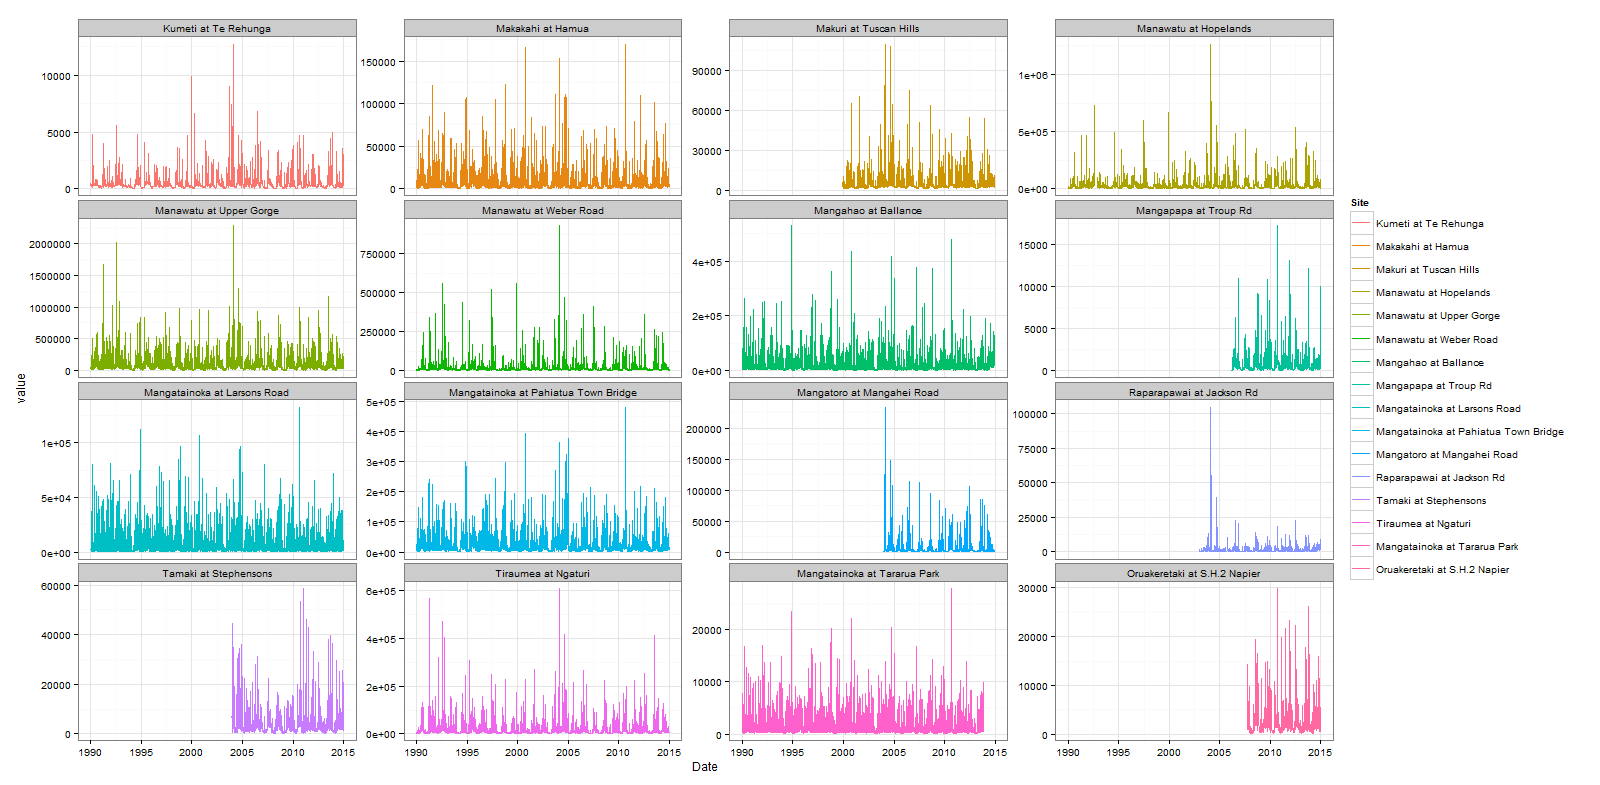 Kumeti at Te Rehunga
Makakahi at Hamua
Makuri at Tuscan Hills
Manawatu at Hopelands
10000
5000
0
150000
100000
50000
0
90000
60000
30000
0
1e+06
5e+05
0e+00
Manawatu at Upper Gorge
Manawatu at Weber Road
Mangahao at Ballance
Mangapapa at Troup Rd
2000000
1500000
1000000
500000
0
750000
500000
250000
0
4e+05
2e+05
0e+00
15000
10000
5000
0
Mangatainoka at Larsons Road
Mangatainoka at Pahiatua Town Bridge
Mangatoro at Mangahei Road
Raparapawai at Jackson Rd
1e+05
5e+04
0e+00
5e+05
4e+05
3e+05
2e+05
1e+05
0e+00
200000
150000
100000
50000
0
100000
75000
50000
25000
0
Tamaki at Stephensons
Tiraumea at Ngaturi
Mangatainoka at Tararua Park
Oruakeretaki at S.H.2 Napier
60000
40000
20000
0
6e+05
4e+05
2e+05
0e+00
20000
10000
0
30000
20000
10000
0
1990 1995 2000 2005 2010 2015
1990 1995 2000 2005 2010 2015
1990 1995 2000 2005 2010 2015
1990 1995 2000 2005 2010 2015
Date
value
Site
Kumeti at Te Rehunga
Makakahi at Hamua
Makuri at Tuscan Hills
Manawatu at Hopelands
Manawatu at Upper Gorge
Manawatu at Weber Road
Mangahao at Ballance
Mangapapa at Troup Rd
Mangatainoka at Larsons Road
Mangatainoka at Pahiatua Town Bridge
Mangatoro at Mangahei Road
Raparapawai at Jackson Rd
Tamaki at Stephensons
Tiraumea at Ngaturi
Mangatainoka at Tararua Park
Oruakeretaki at S.H.2 Napier